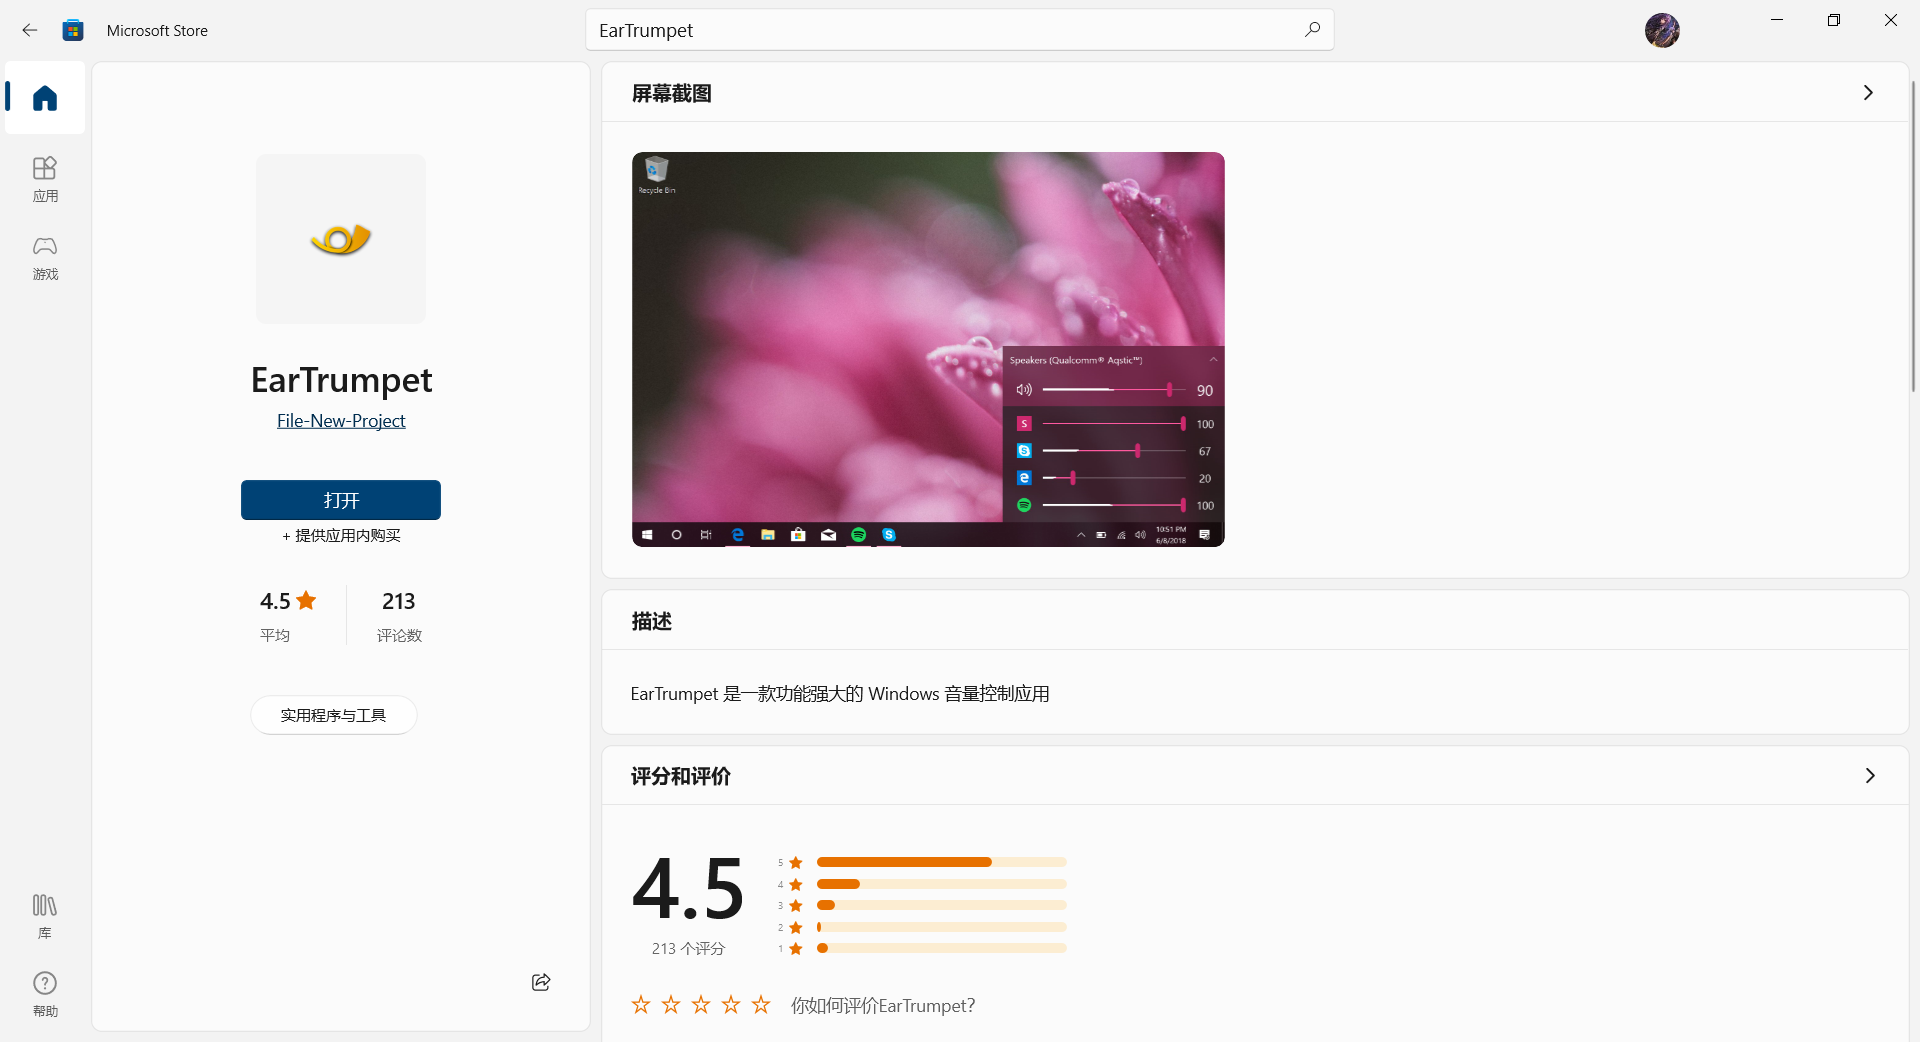 Microsoft Store
EarTrumpet
应用
游戏
库
帮助
EarTrumpet
File-New-Project
打开
+ 提供应用内购买
4.5
平均
213
评论数
实用程序与工具
屏幕截图
Recycle Bin
Speakers (Qualcomm® Aqstic™)
90
S
100
67
20
100
10:51 PM
6/8/2018
描述
EarTrumpet 是一款功能强大的 Windows 音量控制应用
评分和评价
4.5
213 个评分
5
4
3
2
1
你如何评价EarTrumpet?